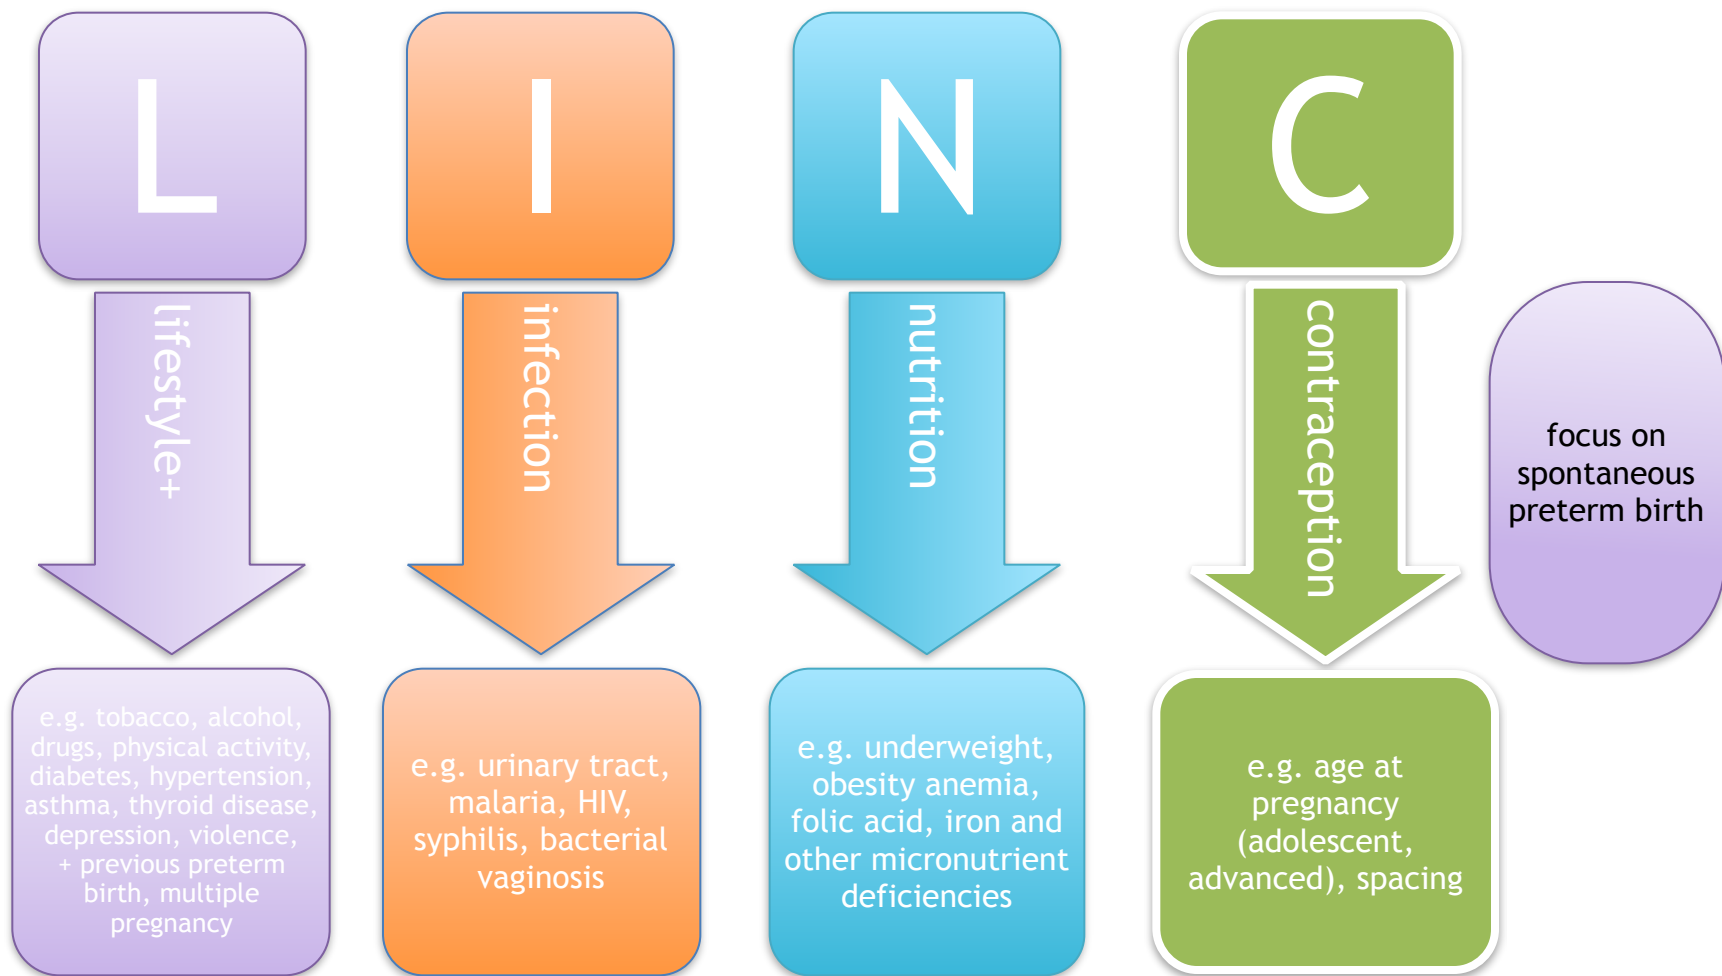 L
I
N
C
lifestyle+
infection
nutrition
contraception
focus on
spontaneous
preterm birth
e.g. tobacco, alcohol,
drugs, physical activity,
diabetes, hypertension,
asthma, thyroid disease,
depression, violence,
+ previous preterm
birth, multiple
pregnancy
e.g. urinary tract,
malaria, HIV,
syphilis, bacterial
vaginosis
e.g. underweight,
obesity anemia,
folic acid, iron and
other micronutrient
deficiencies
e.g. age at
pregnancy
(adolescent,
advanced), spacing